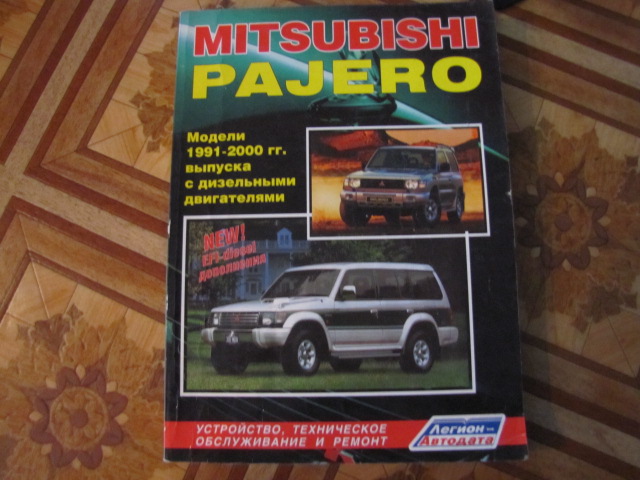 MITSUBISHI
PAJERO
Модели
1991-2000 гг.
выпуска
с дизельными
двигателями
NEW!
EFI-diesel
дополнения
УСТРОЙСТВО, ТЕХНИЧЕСКОЕ
ОБСЛУЖИВАНИЕ И РЕМОНТ
Легион-
Автодата